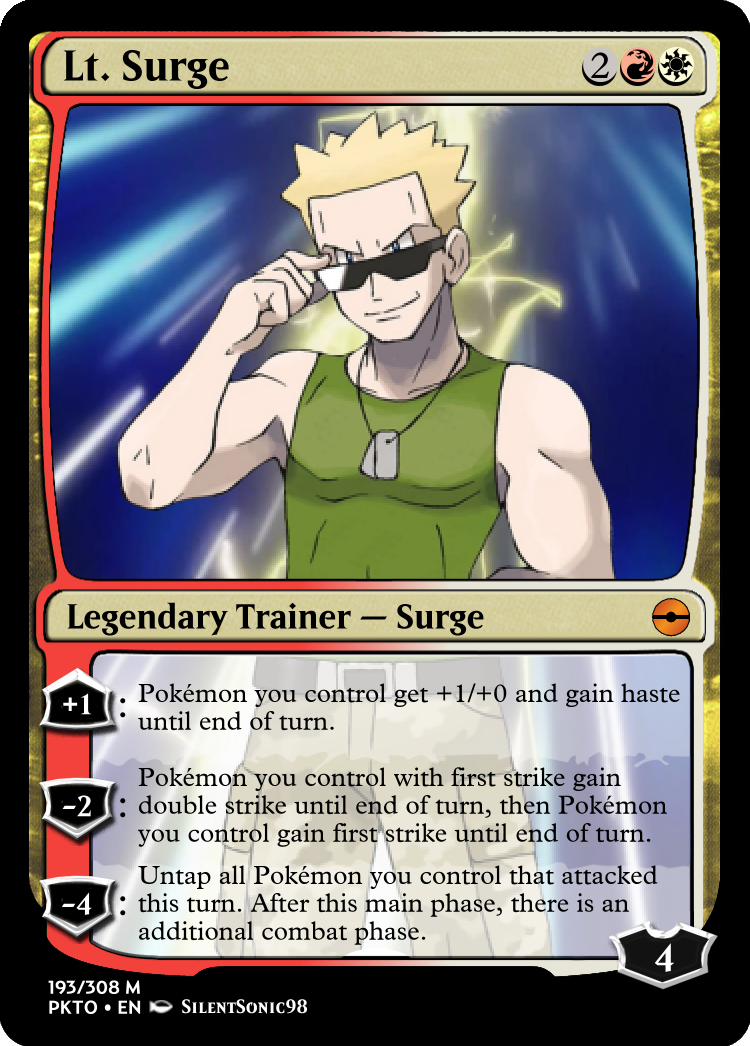 Lt. Surge 2
Legendary Trainer — Surge
+1: Pokémon you control get +1/+0 and gain haste
until end of turn.
Pokémon you control with first strike gain
−2: double strike until end of turn, then Pokémon
you control gain first strike until end of turn.
Untap all Pokémon you control that attacked
−4: this turn. After this main phase, there is an
additional combat phase.
4
193/308 M
PKTO • EN SilentSonic98